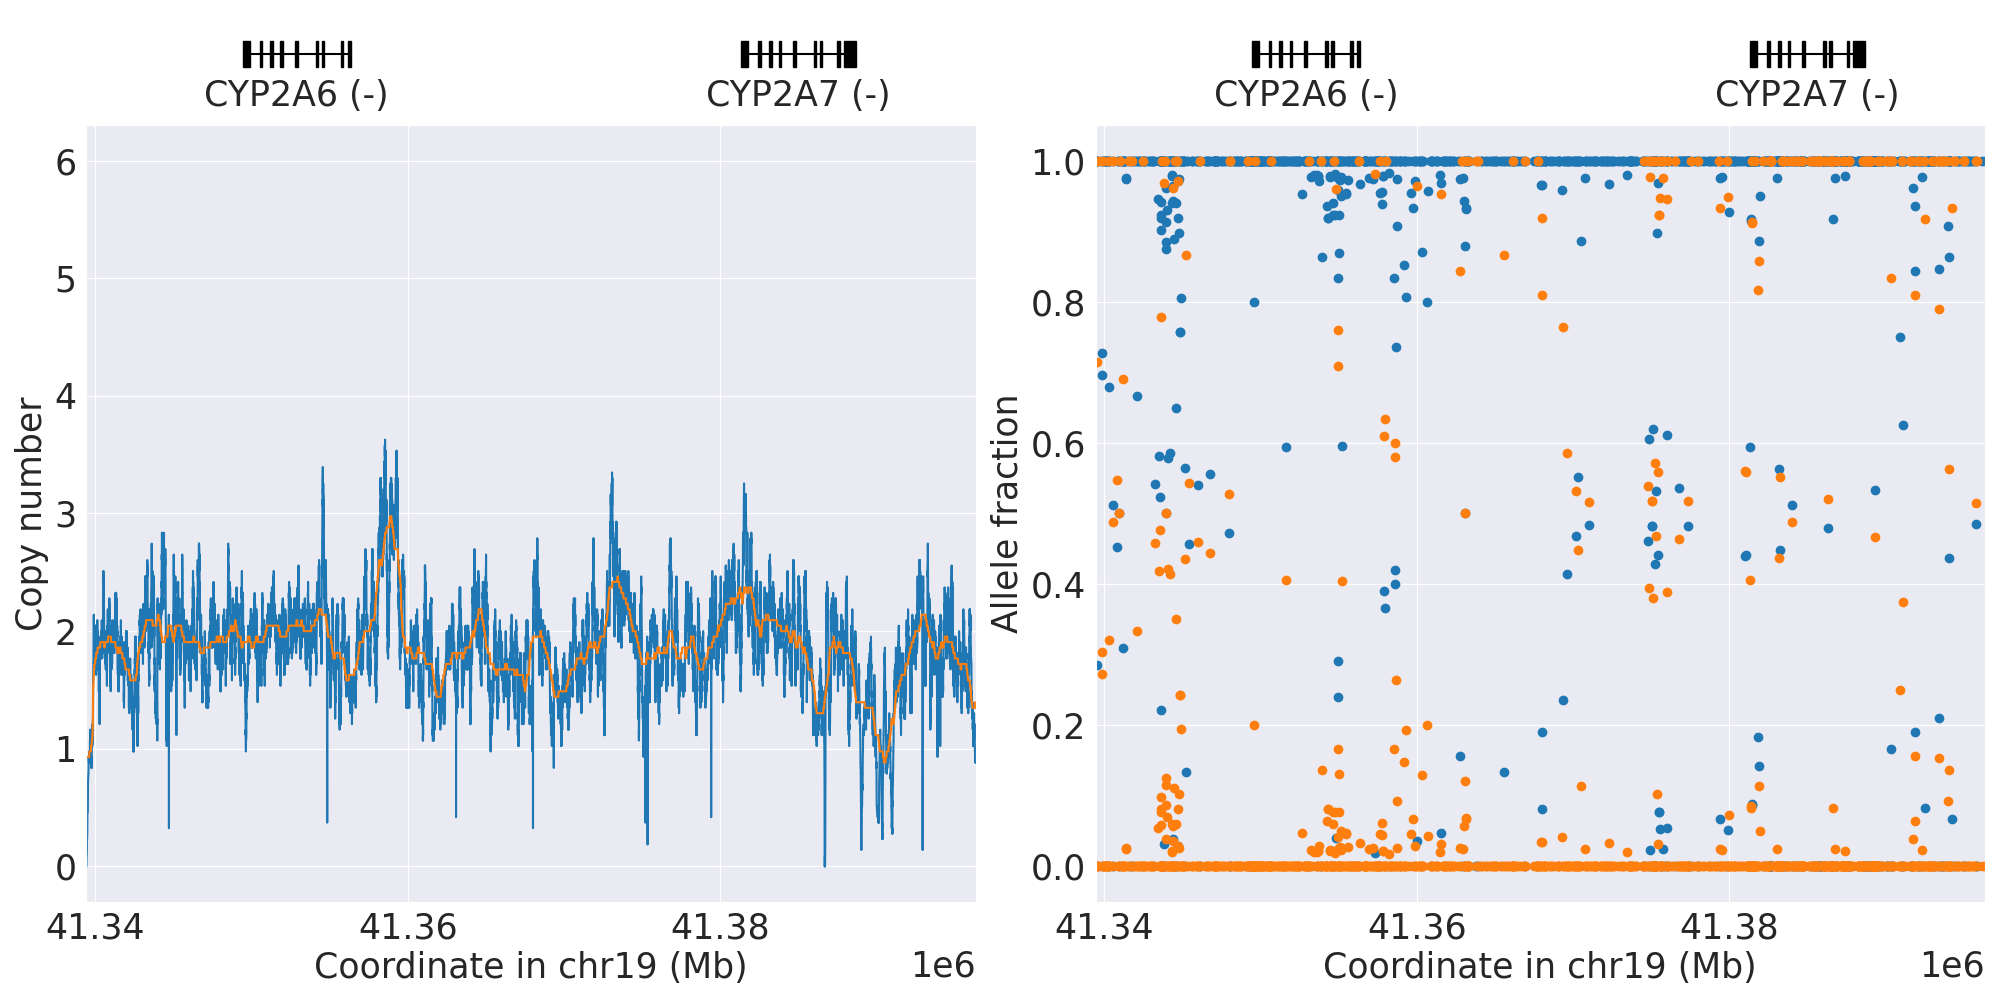 CYP2A6 (-)
CYP2A7 (-)
6
5
4
3
2
1
0
Copy number
41.34
41.36
41.38
Coordinate in chr19 (Mb)
1e6
CYP2A6 (-)
CYP2A7 (-)
1.0
0.8
0.6
0.4
0.2
0.0
Allele fraction
41.34
41.36
41.38
Coordinate in chr19 (Mb)
1e6